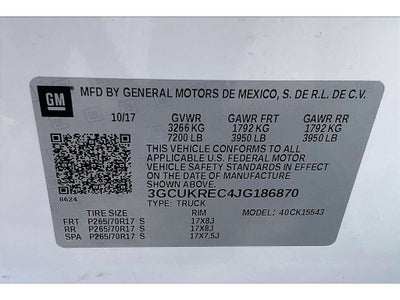 GM MFD BY GENERAL MOTORS DE MEXICO, S. DE R.L. DE C.V.
10/17 GVWR GAWR FRT GAWR RR
3266 KG 1792 KG 1792 KG
7200 LB 3950 LB 3950 LB
THIS VEHICLE CONFORMS TO ALL
APPLICABLE U.S. FEDERAL MOTOR
VEHICLE SAFETY STANDARDS IN EFFECT ON
THE DATE OF MANUFACTURE SHOWN ABOVE.
3GCUKREC4JG186870
8624 TYPE: TRUCK
TIRE SIZE RIM MODEL: 40CK15543
FRT P265/70R17 S 17X8J
RR P265/70R17 S 17X8J
SPA P265/70R17 S 17X7.5J